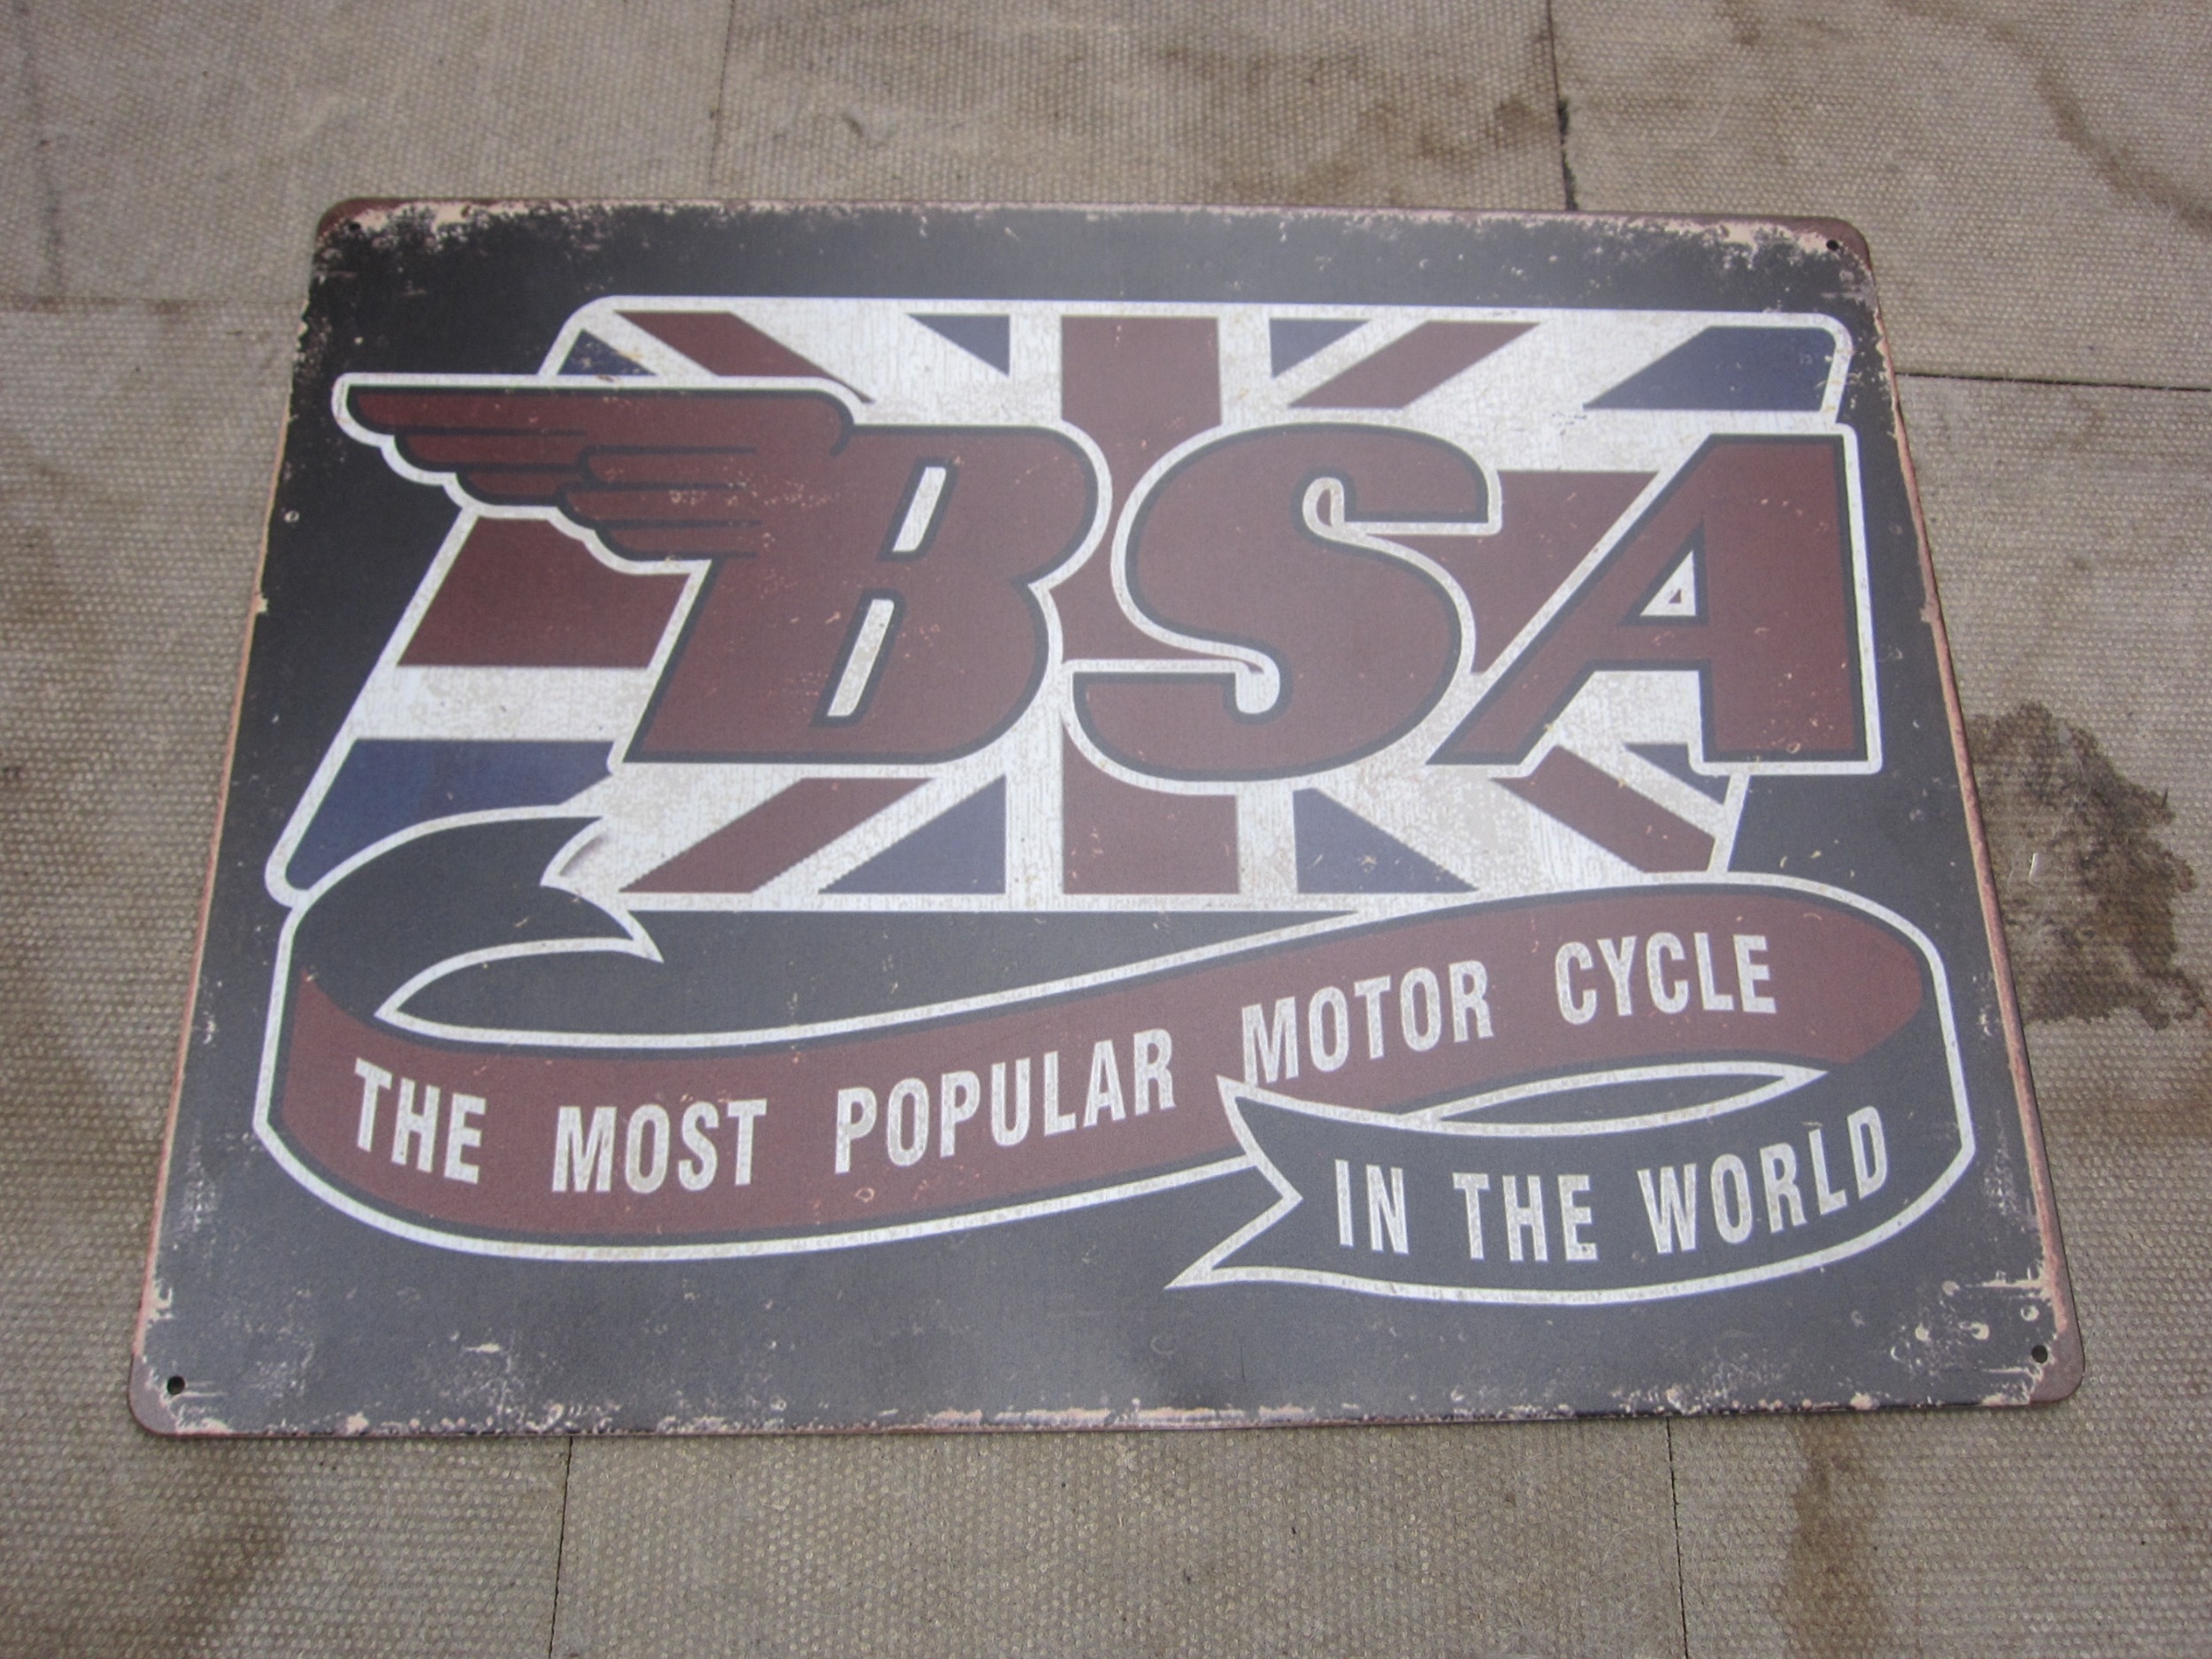 BSA
THE MOST POPULAR MOTOR CYCLE
IN THE WORLD